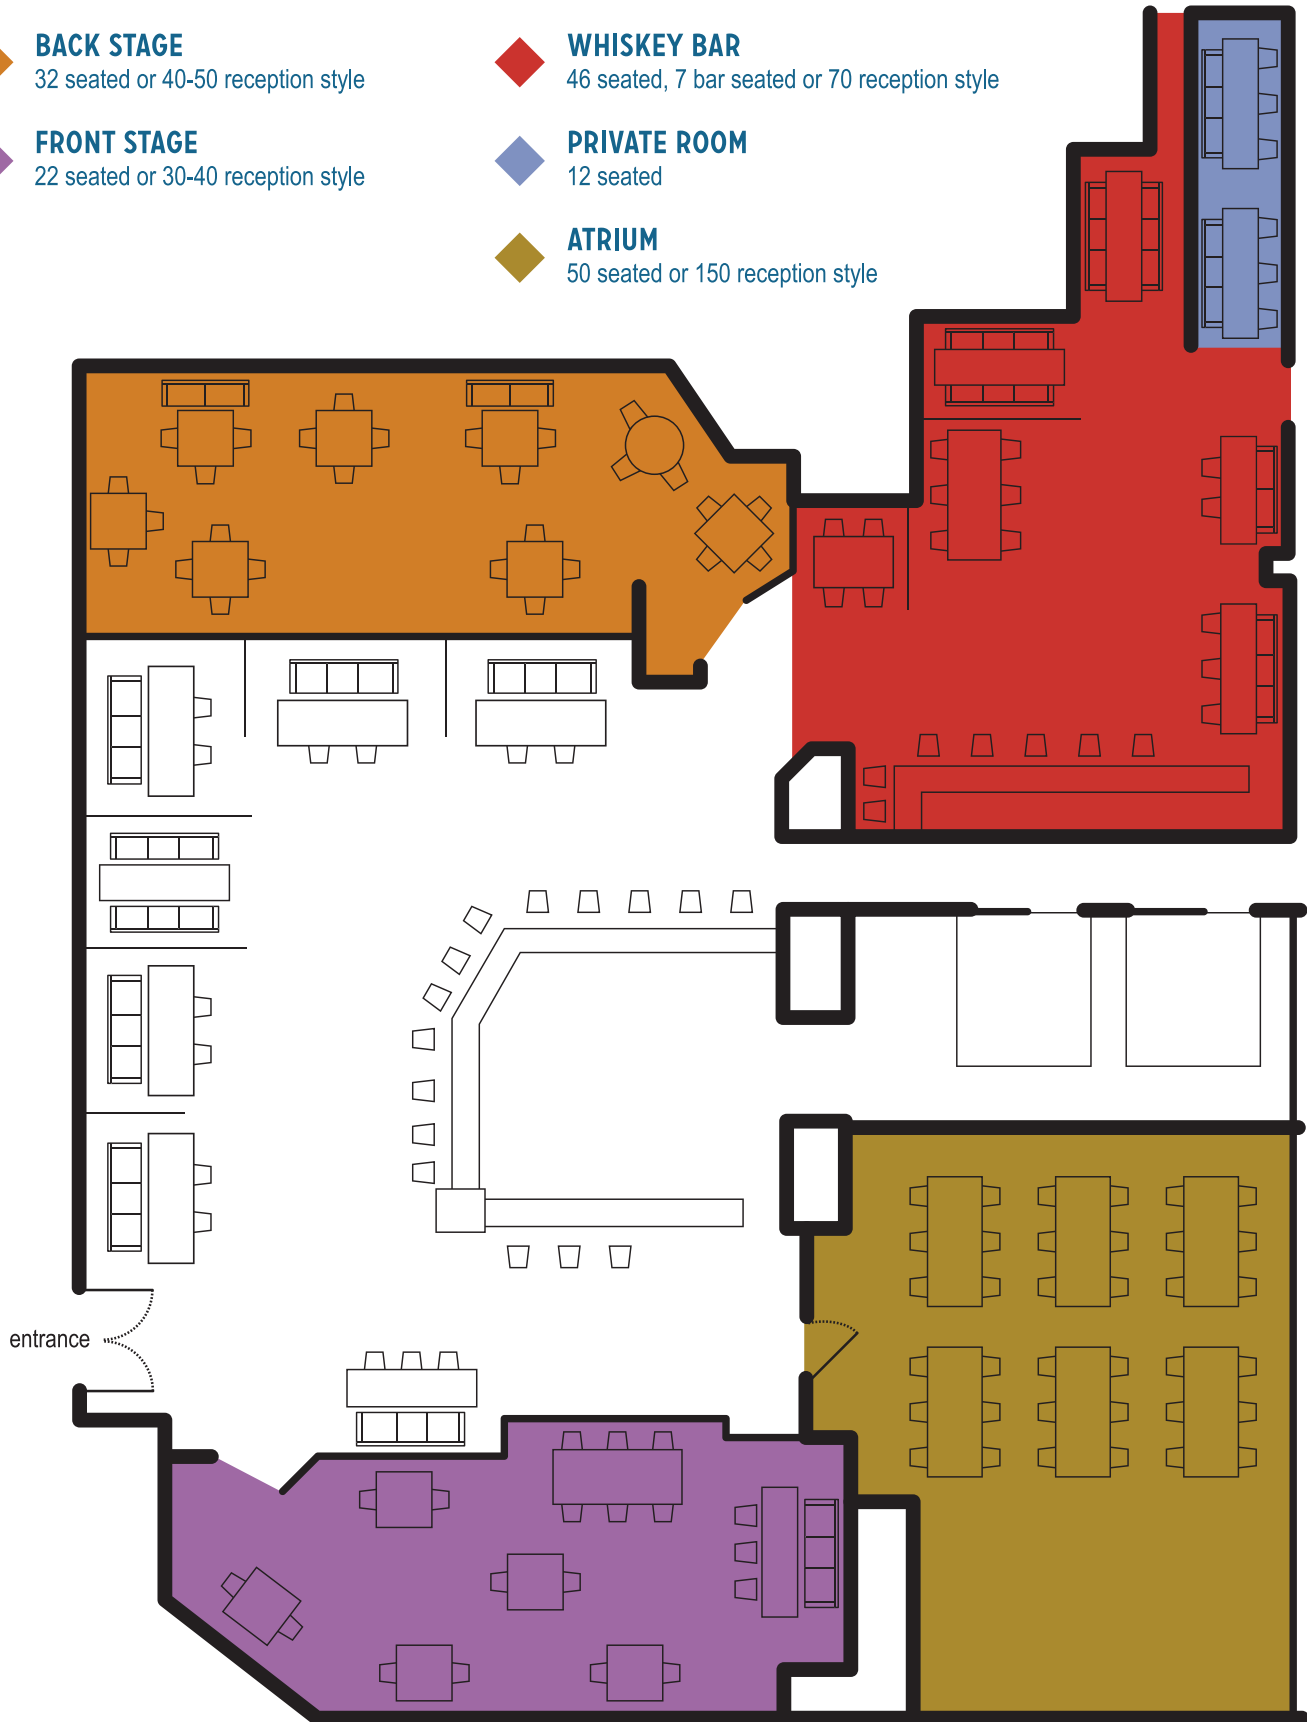 BACK STAGE
32 seated or 40-50 reception style
FRONT STAGE
22 seated or 30-40 reception style
WHISKEY BAR
46 seated, 7 bar seated or 70 reception style
PRIVATE ROOM
12 seated
ATRIUM
50 seated or 150 reception style
entrance